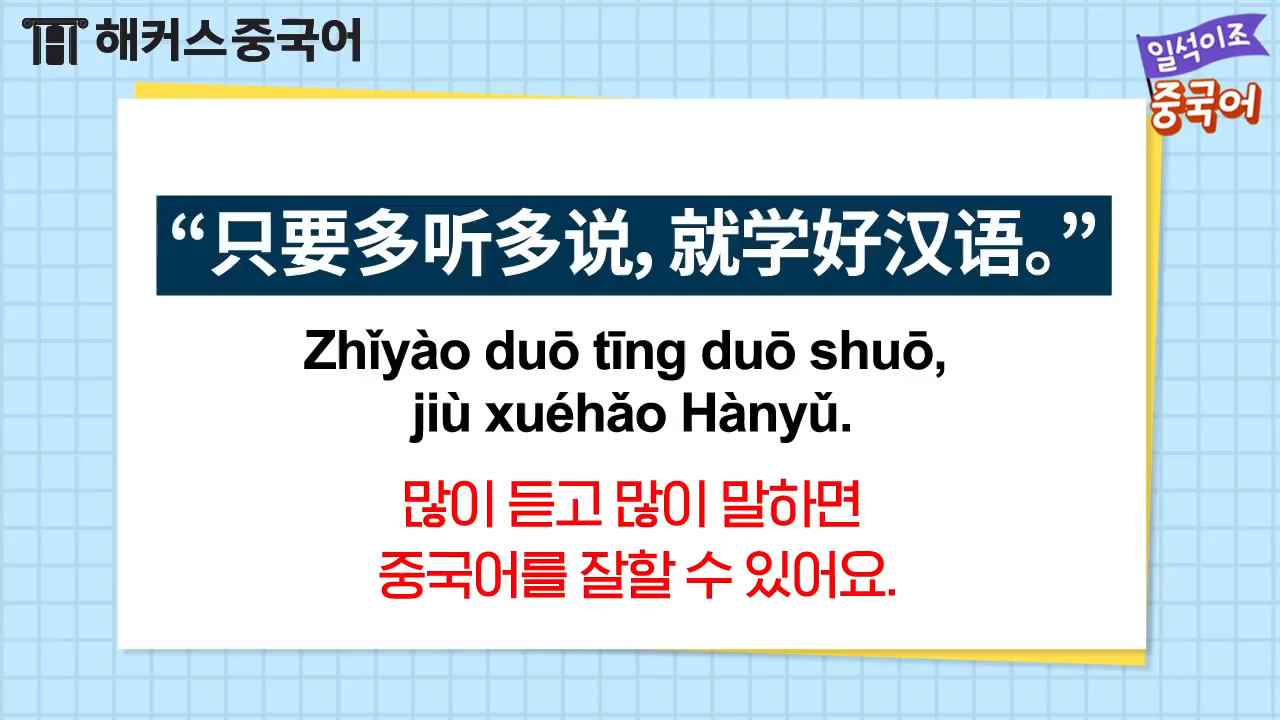 해커스중국어
일석이조
중국어
“只要多听多说, 就学好汉语。”
Zhǐyào duō tīng duō shuō,
jiù xuéhǎo Hànyǔ.
많이 듣고 많이 말하면
중국어를 잘할 수 있어요.